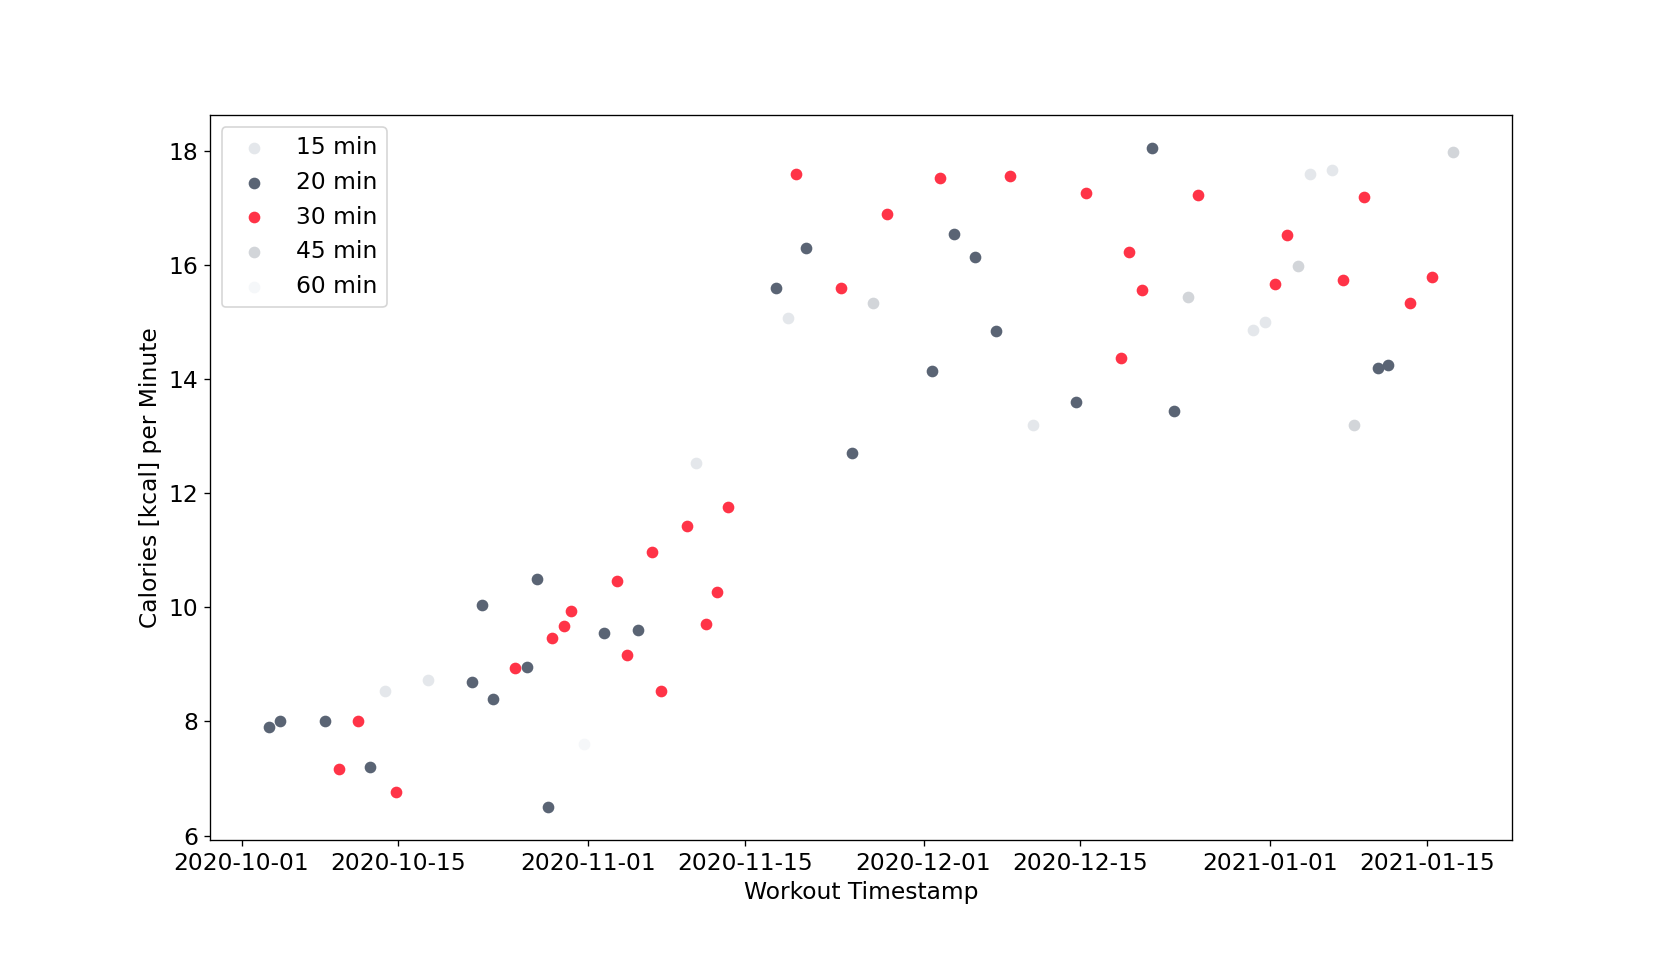 15 min
20 min
30 min
45 min
60 min
18
16
14
12
10
8
6
Calories [kcal] per Minute
2020-10-01 2020-10-15 2020-11-01 2020-11-15 2020-12-01 2020-12-15 2021-01-01 2021-01-15
Workout Timestamp